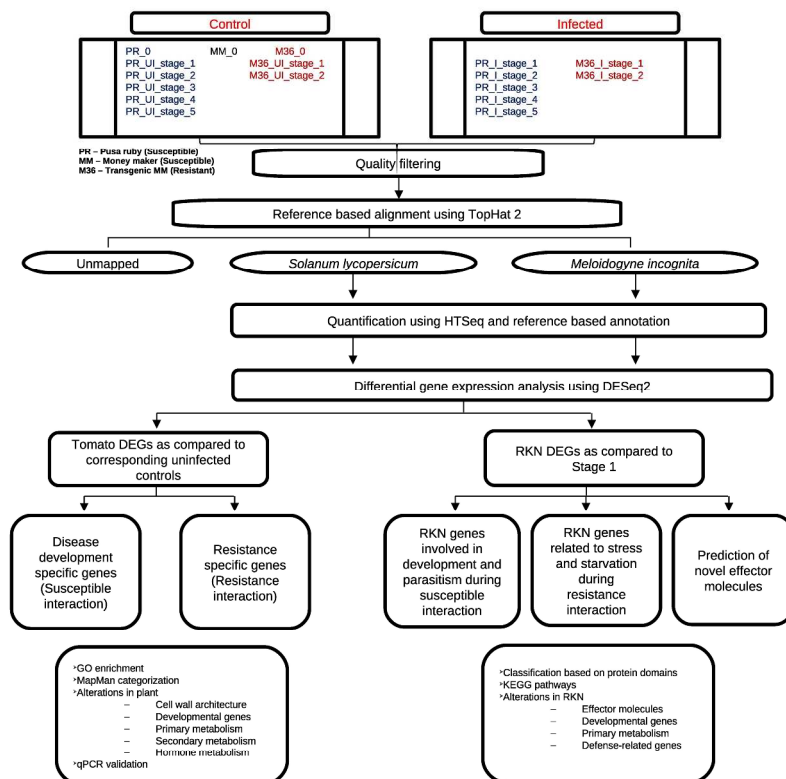 Control
Infected
PR_0 MM_0 M36_0
PR_UI_stage_1 M36_UI_stage_1
PR_UI_stage_2 M36_UI_stage_2
PR_UI_stage_3
PR_UI_stage_4
PR_UI_stage_5
PR_I_stage_1 M36_I_stage_1
PR_I_stage_2 M36_I_stage_2
PR_I_stage_3
PR_I_stage_4
PR_I_stage_5
PR – Pusa ruby (Susceptible)
MM – Money maker (Susceptible)
M36 – Transgenic MM (Resistant)
Quality filtering
Reference based alignment using TopHat 2
Unmapped
Solanum lycopersicum
Meloidogyne incognita
Quantification using HTSeq and reference based annotation
Differential gene expression analysis using DESeq2
Tomato DEGs as compared to
corresponding uninfected
controls
RKN DEGs as compared to
Stage 1
Disease
development
specific genes
(Susceptible
interaction)
Resistance
specific genes
(Resistance
interaction)
RKN genes
involved in
development and
parasitism during
susceptible
interaction
RKN genes
related to stress
and starvation
during
resistance
interaction
Prediction of
novel effector
molecules
>GO enrichment
>MapMan categorization
>Alterations in plant
– Cell wall architecture
– Developmental genes
– Primary metabolism
– Secondary metabolism
– Hormone metabolism
>qPCR validation
>Classification based on protein domains
>KEGG pathways
>Alterations in RKN
– Effector molecules
– Developmental genes
– Primary metabolism
– Defense-related genes